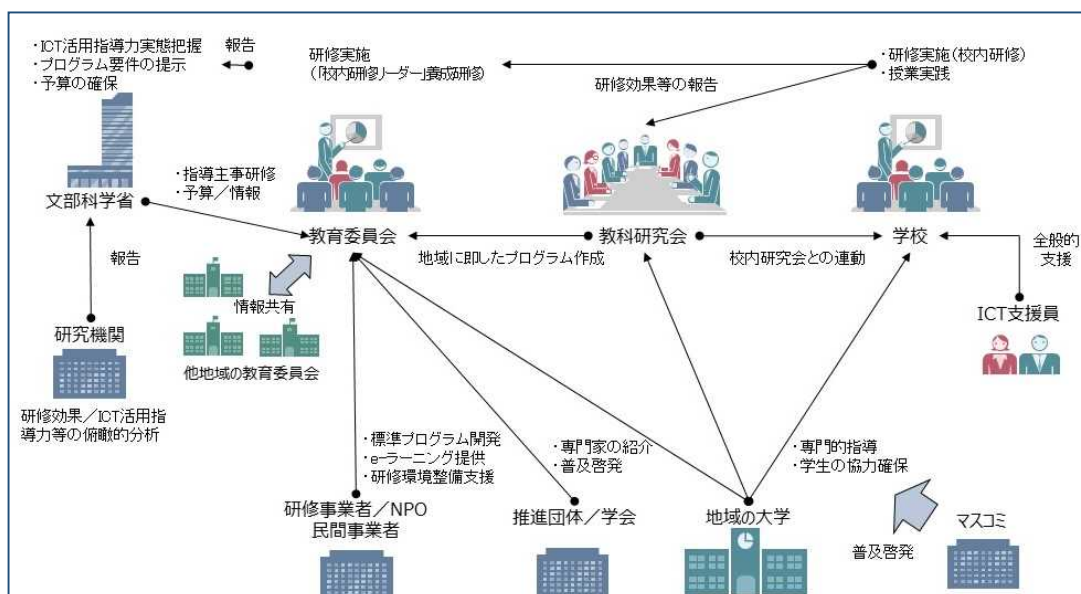 ・ICT活用指導力実態把握
・プログラム要件の提示
・予算の確保
報告
研修実施
(「校内研修リーダー」養成研修)
研修効果等の報告
・研修実施(校内研修)
・授業実践
文部科学省
・指導主事研修
・予算／情報
教育委員会
地域に即したプログラム作成
教科研究会
校内研究会との連動
学校
全般的
支援
報告
情報共有
ICT支援員
研究機関
他地域の教育委員会
研修効果／ICT活用指
導力等の俯瞰的分析
・標準プログラム開発
・e-ラーニング提供
・研修環境整備支援
・専門家の紹介
・普及啓発
・専門的指導
・学生の協力確保
研修事業者／NPO
民間事業者
推進団体／学会
地域の大学
マスコミ
普及啓発